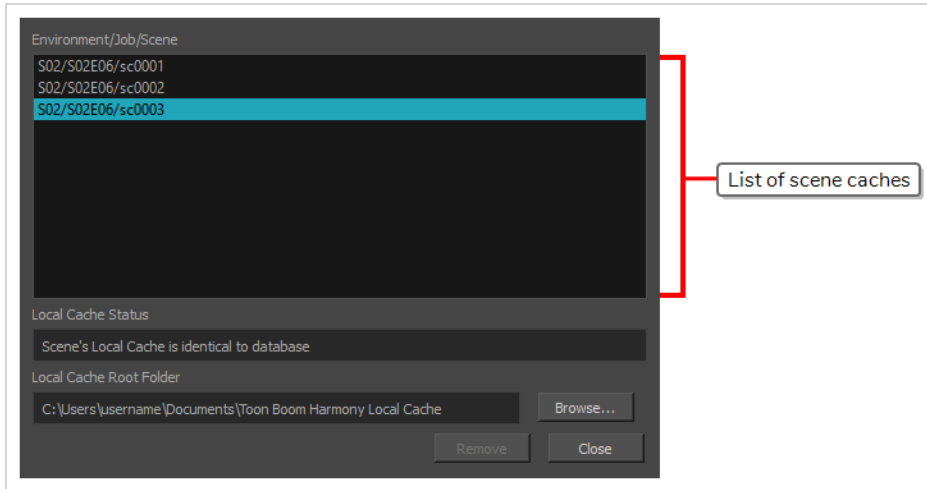 Environment/Job/Scene
S02/S02E06/sc0001
S02/S02E06/sc0002
S02/S02E06/sc0003
List of scene caches
Local Cache Status
Scene's Local Cache is identical to database
Local Cache Root Folder
C:\Users\username\Documents\Toon Boom Harmony Local Cache
Browse...
Remove
Close